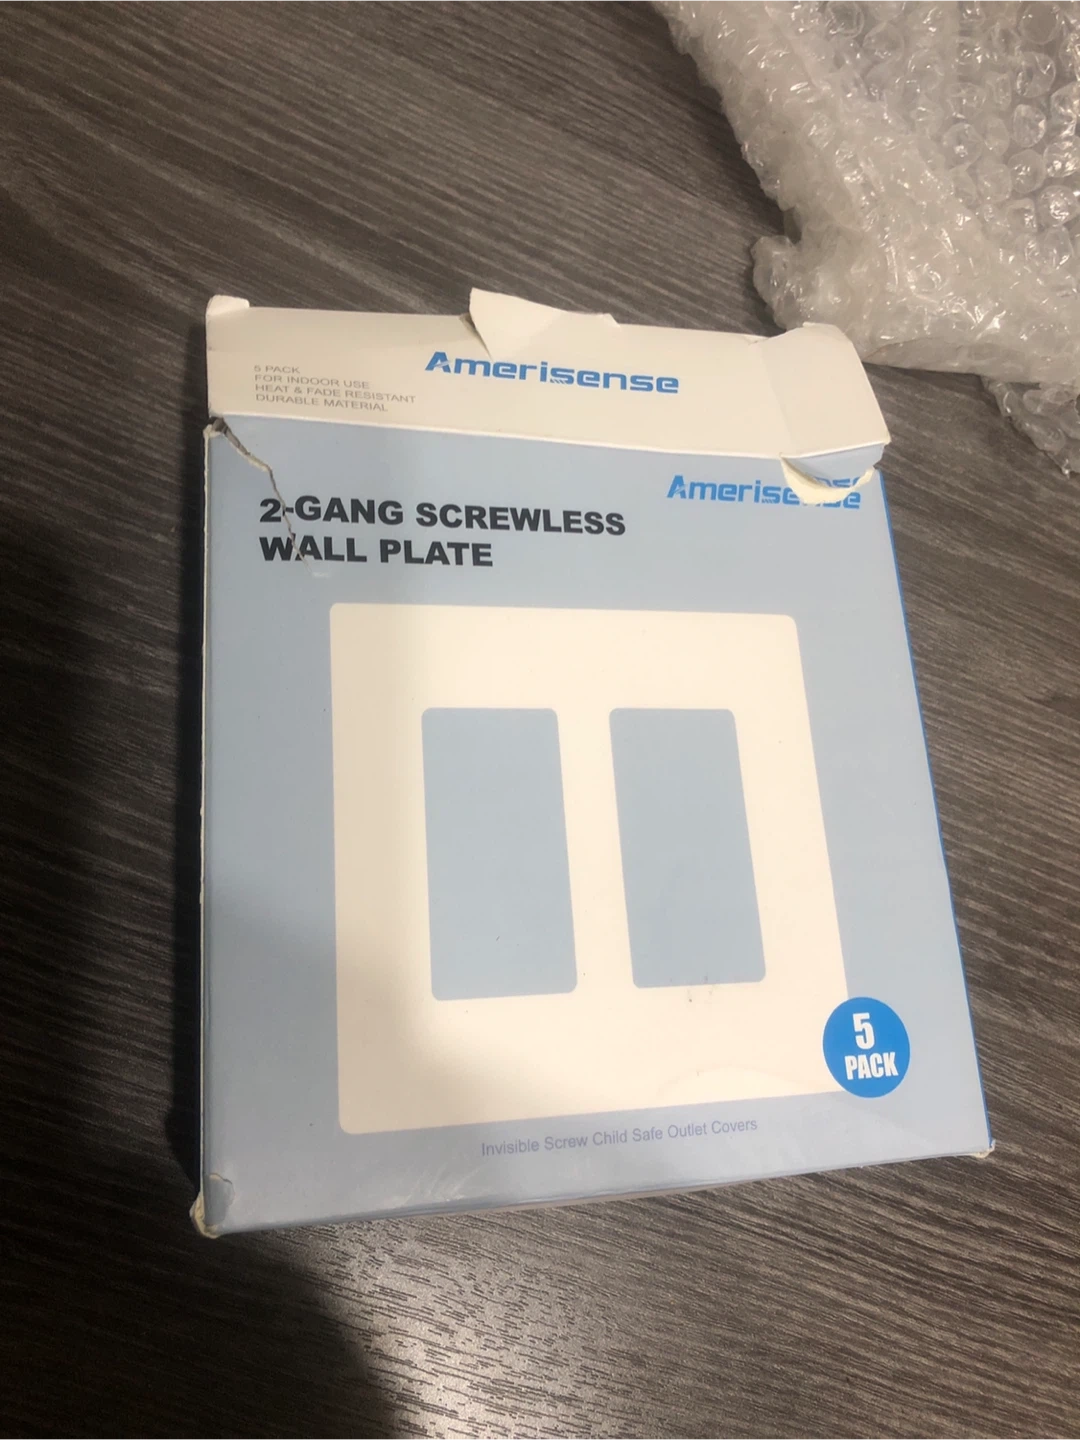 Amerisense
5 PACK
FOR INDOOR USE
HEAT & FADE RESISTANT
DURABLE MATERIAL
Amerisense
2-GANG SCREWLESS
WALL PLATE
5
PACK
Invisible Screw Child Safe Outlet Covers